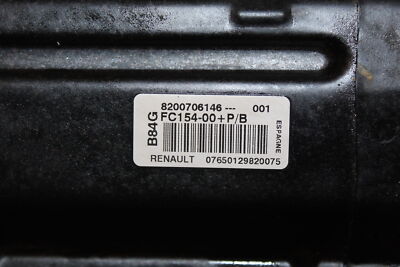 8200706146 --- 001
B84G
FC154-00+P/B
ESPAGNE
RENAULT 07650129820075